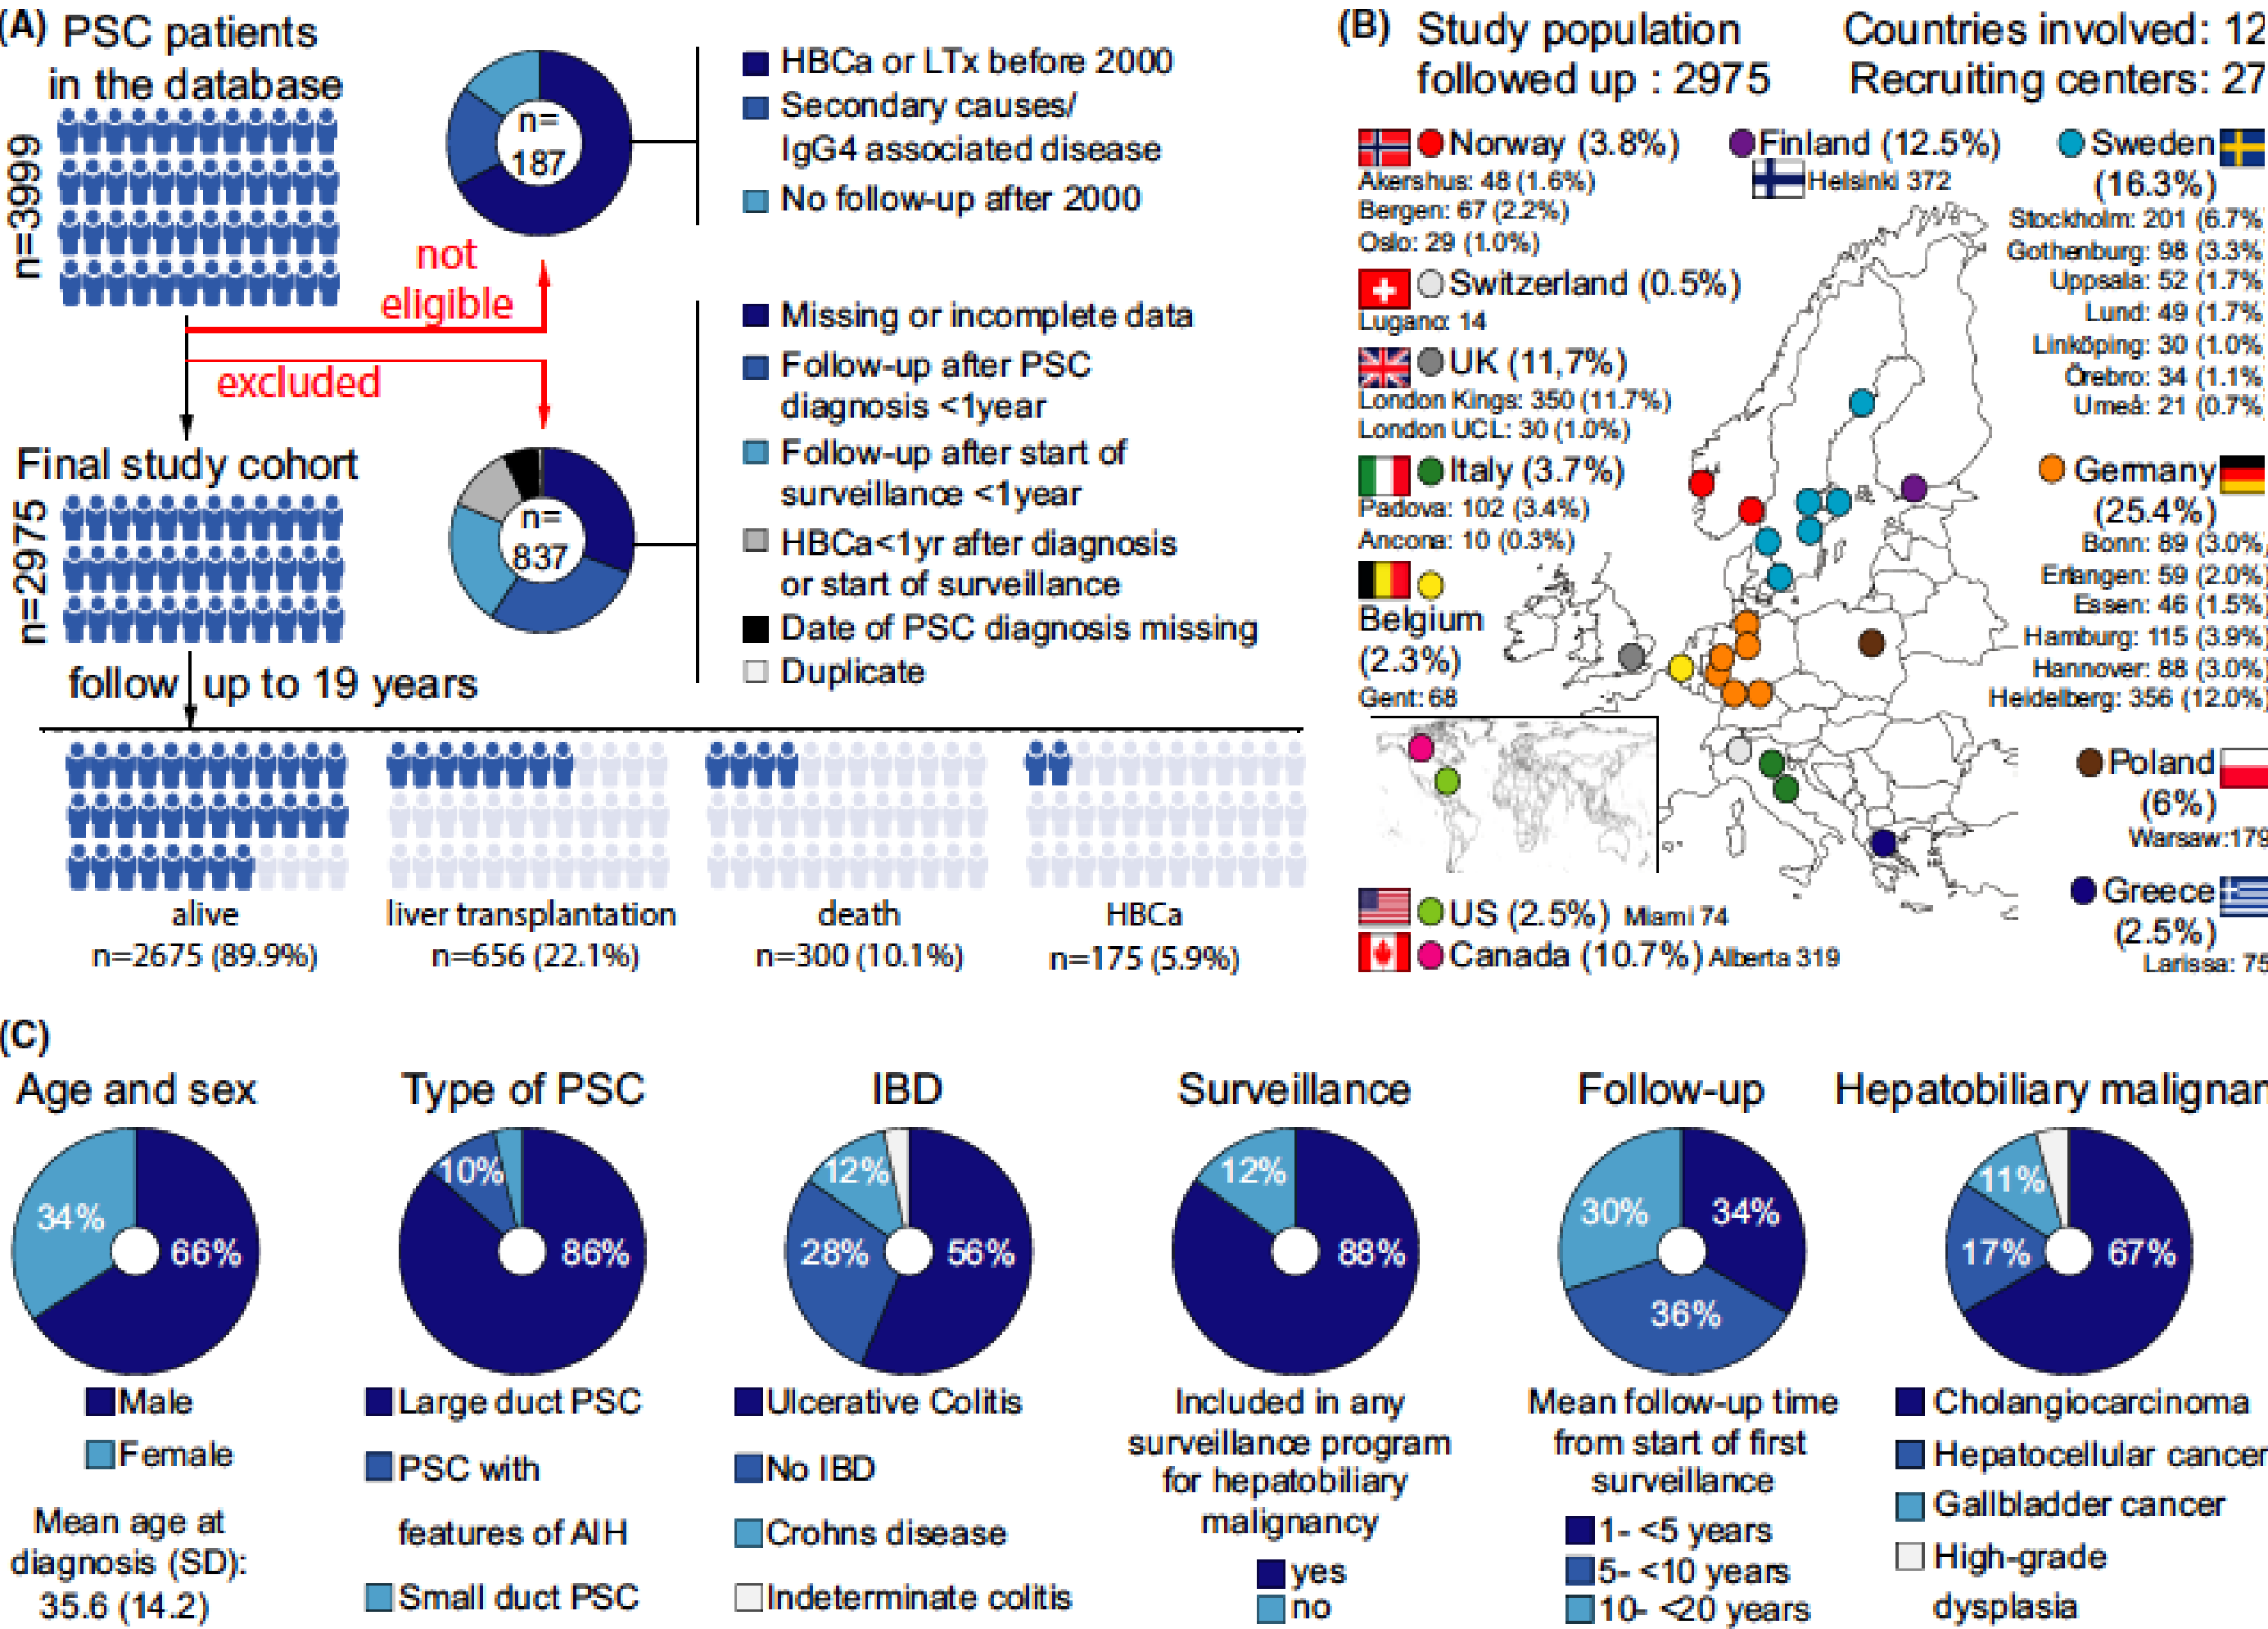 (A) PSC patients
in the database
n=3999
n=
187
HBCa or LTx before 2000
Secondary causes/
IgG4 associated disease
No follow-up after 2000
not
eligible
excluded
Missing or incomplete data
Follow-up after PSC
diagnosis <1year
Follow-up after start of
surveillance <1year
HBCa<1yr after diagnosis
or start of surveillance
Date of PSC diagnosis missing
Duplicate
n=
837
Final study cohort
n=2975
follow up to 19 years
alive
n=2675 (89.9%)
liver transplantation
n=656 (22.1%)
death
n=300 (10.1%)
HBCa
n=175 (5.9%)
(B) Study population
followed up : 2975
Countries involved: 12
Recruiting centers: 27
Norway (3.8%)
Akershus: 48 (1.6%)
Bergen: 67 (2.2%)
Oslo: 29 (1.0%)
Finland (12.5%)
Helsinki 372
Sweden
(16.3%)
Stockholm: 201 (6.7%
Gothenburg: 98 (3.3%
Uppsala: 52 (1.7%
Lund: 49 (1.7%
Linköping: 30 (1.0%
Örebro: 34 (1.1%
Umeå: 21 (0.7%
Switzerland (0.5%)
Lugano: 14
UK (11,7%)
London Kings: 350 (11.7%)
London UCL: 30 (1.0%)
Italy (3.7%)
Padova: 102 (3.4%)
Ancona: 10 (0.3%)
Belgium
(2.3%)
Gent: 68
Germany
(25.4%)
Bonn: 89 (3.0%)
Erlangen: 59 (2.0%)
Essen: 46 (1.5%)
Hamburg: 115 (3.9%)
Hannover: 88 (3.0%)
Heidelberg: 356 (12.0%)
Poland
(6%)
Warsaw:179
Greece
(2.5%)
Larissa: 75
US (2.5%) Miami 74
Canada (10.7%) Alberta 319
(C)
Age and sex
34%
66%
Male
Female
Mean age at
diagnosis (SD):
35.6 (14.2)
Type of PSC
10%
86%
Large duct PSC
PSC with
features of AIH
Small duct PSC
IBD
12%
28%
56%
Ulcerative Colitis
No IBD
Crohns disease
Indeterminate colitis
Surveillance
12%
88%
Included in any
surveillance program
for hepatobiliary
malignancy
yes
no
Follow-up
30%
34%
36%
Mean follow-up time
from start of first
surveillance
1- <5 years
5- <10 years
10- <20 years
Hepatobiliary malignan
11%
17%
67%
Cholangiocarcinoma
Hepatocellular cancer
Gallbladder cancer
High-grade
dysplasia